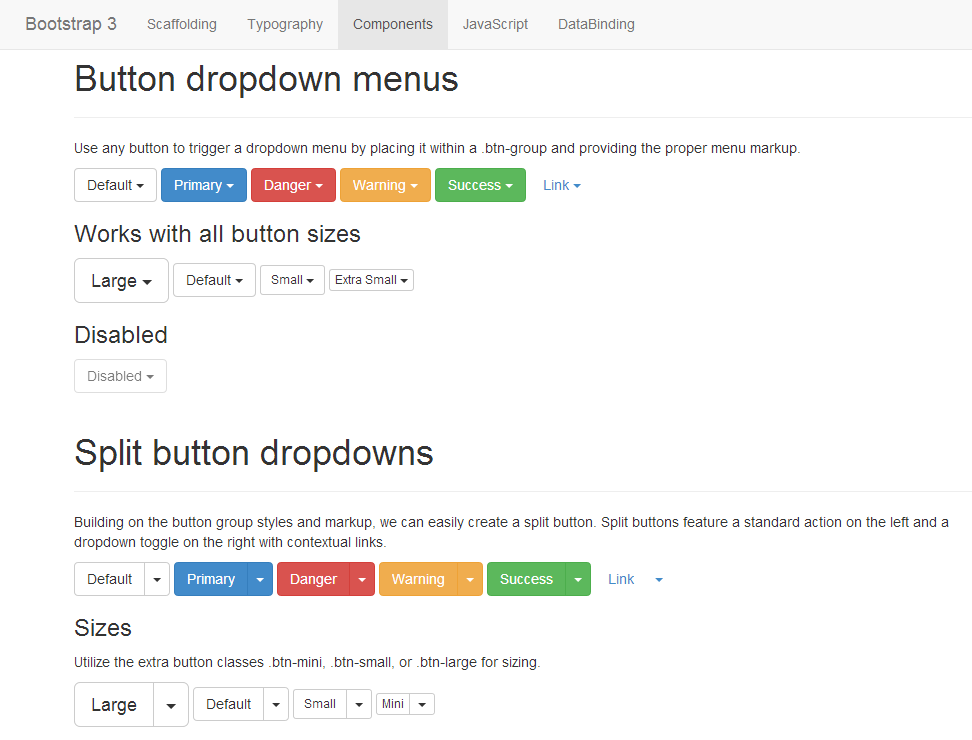 Bootstrap 3 Scaffolding Typography Components JavaScript DataBinding
Button dropdown menus
Use any button to trigger a dropdown menu by placing it within a .btn-group and providing the proper menu markup.
Default Primary Danger Warning Success Link
Works with all button sizes
Large Default Small Extra Small
Disabled
Disabled
Split button dropdowns
Building on the button group styles and markup, we can easily create a split button. Split buttons feature a standard action on the left and a
dropdown toggle on the right with contextual links.
Default Primary Danger Warning Success Link
Sizes
Utilize the extra button classes .btn-mini, .btn-small, or .btn-large for sizing.
Large Default Small Mini